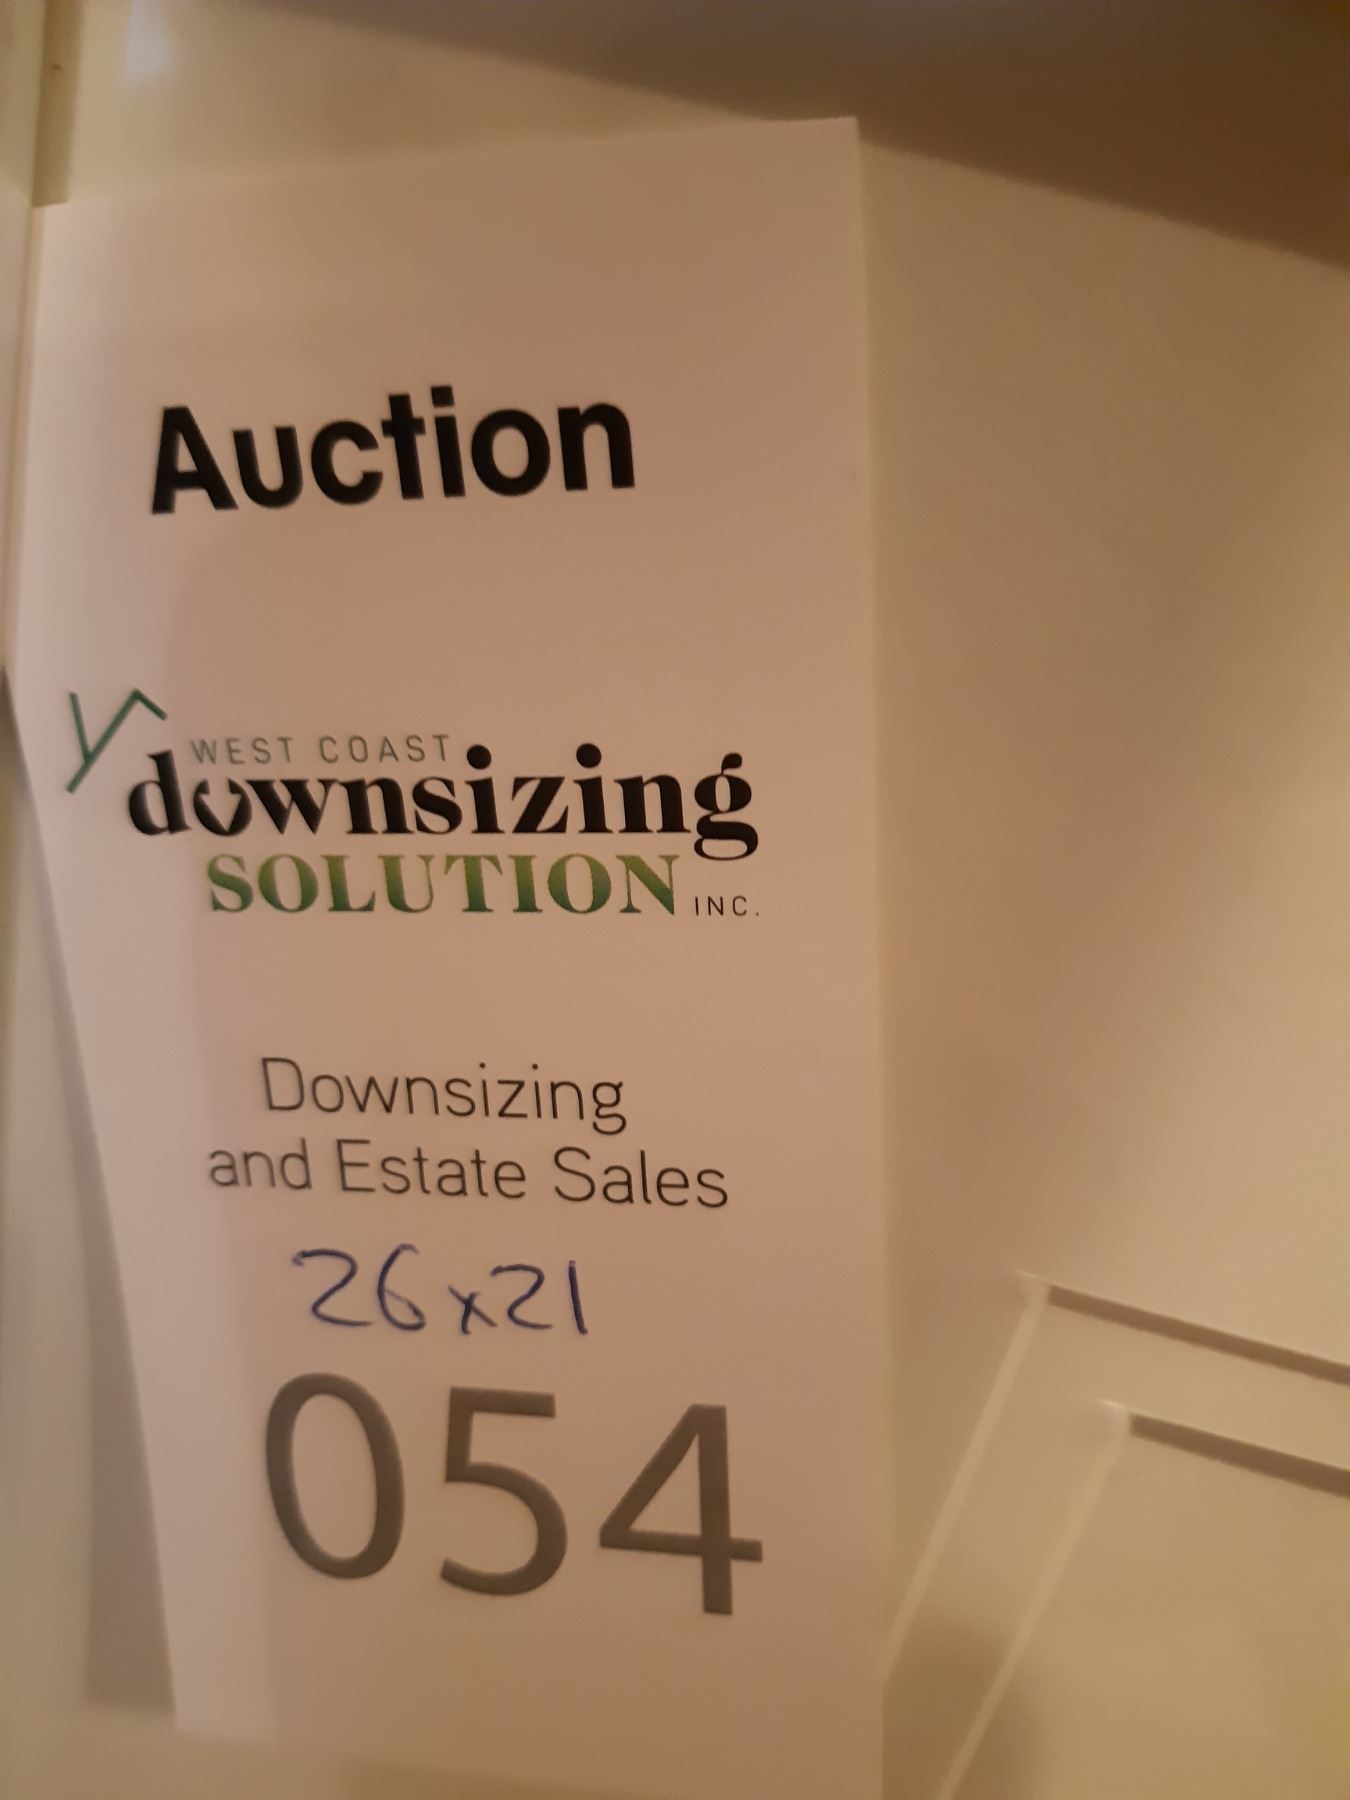 Auction
WEST COAST
downsizing
SOLUTION INC.
Downsizing
and Estate Sales
26x21
054